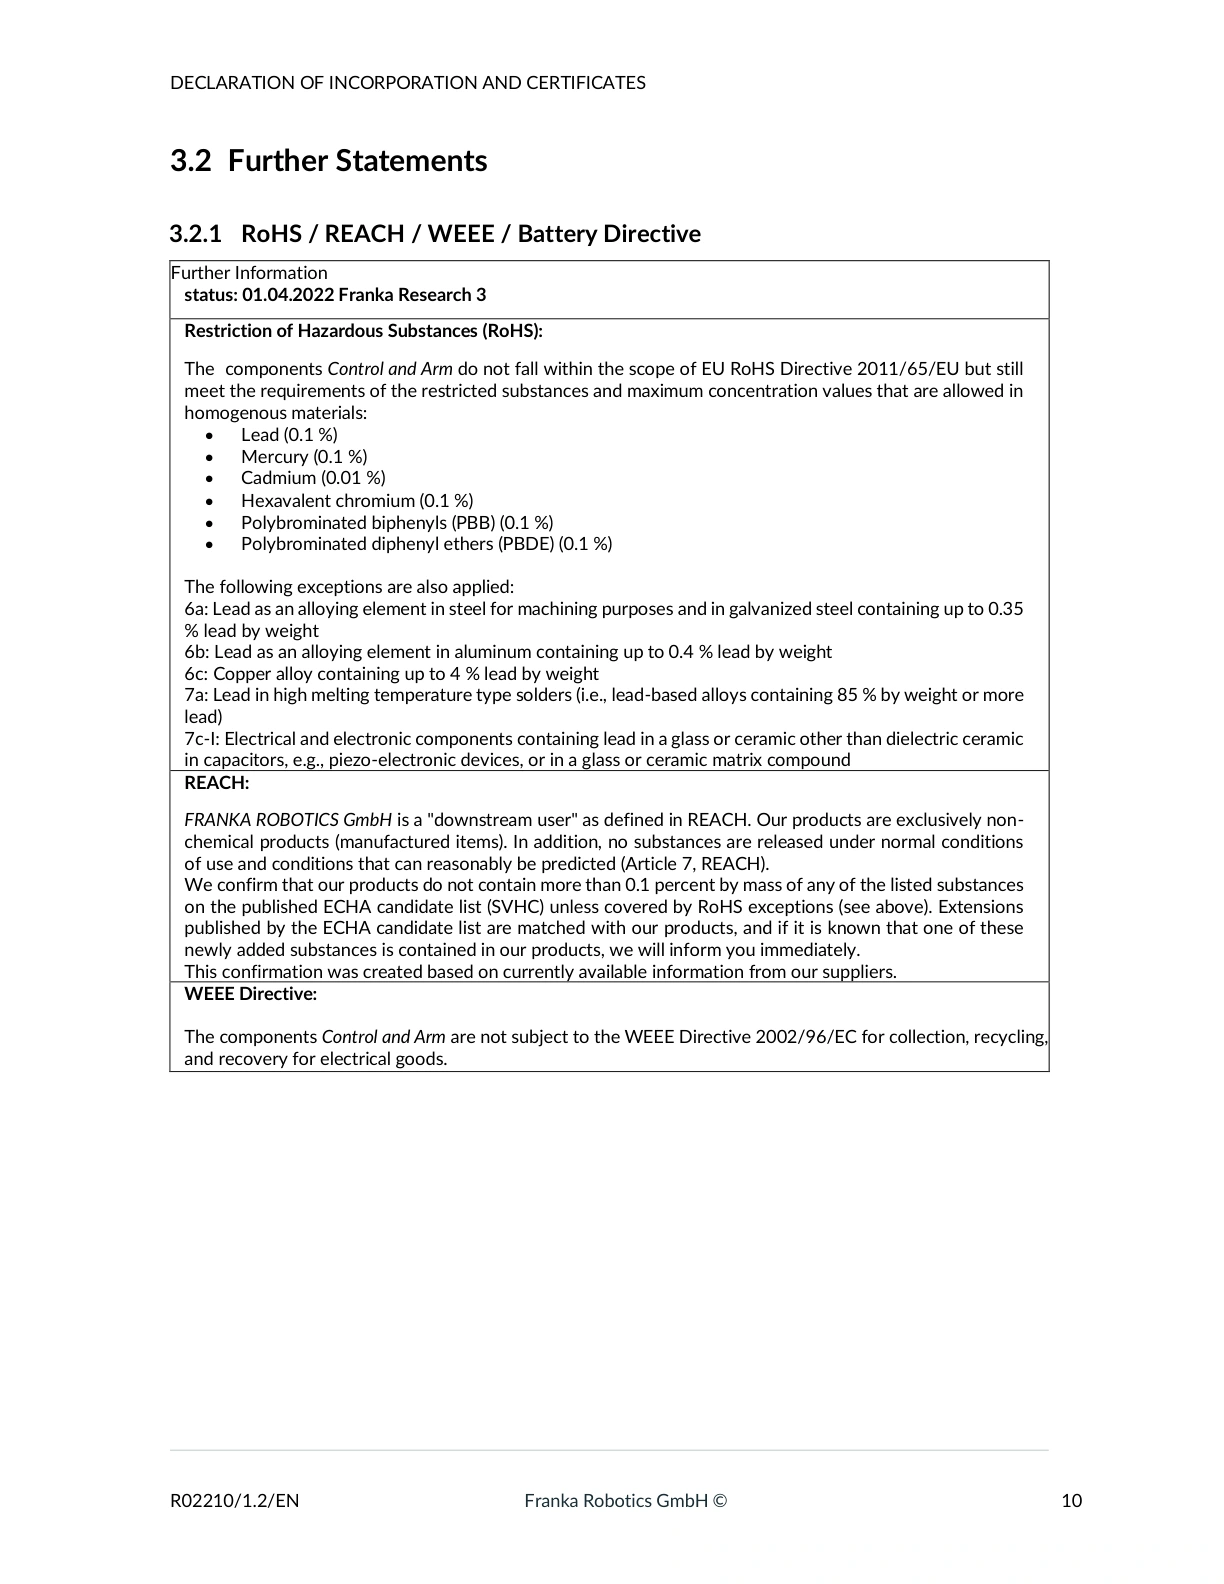 DECLARATION OF INCORPORATION AND CERTIFICATES
3.2 Further Statements
3.2.1 RoHS / REACH / WEEE / Battery Directive
Further Information
status: 01.04.2022 Franka Research 3
Restriction of Hazardous Substances (RoHS):
The components Control and Arm do not fall within the scope of EU RoHS Directive 2011/65/EU but still
meet the requirements of the restricted substances and maximum concentration values that are allowed in
homogenous materials:
• Lead (0.1 %)
• Mercury (0.1 %)
• Cadmium (0.01 %)
• Hexavalent chromium (0.1 %)
• Polybrominated biphenyls (PBB) (0.1 %)
• Polybrominated diphenyl ethers (PBDE) (0.1 %)
The following exceptions are also applied:
6a: Lead as an alloying element in steel for machining purposes and in galvanized steel containing up to 0.35
% lead by weight
6b: Lead as an alloying element in aluminum containing up to 0.4 % lead by weight
6c: Copper alloy containing up to 4 % lead by weight
7a: Lead in high melting temperature type solders (i.e., lead-based alloys containing 85 % by weight or more
lead)
7c-I: Electrical and electronic components containing lead in a glass or ceramic other than dielectric ceramic
in capacitors, e.g., piezo-electronic devices, or in a glass or ceramic matrix compound
REACH:
FRANKA ROBOTICS GmbH is a "downstream user" as defined in REACH. Our products are exclusively non-
chemical products (manufactured items). In addition, no substances are released under normal conditions
of use and conditions that can reasonably be predicted (Article 7, REACH).
We confirm that our products do not contain more than 0.1 percent by mass of any of the listed substances
on the published ECHA candidate list (SVHC) unless covered by RoHS exceptions (see above). Extensions
published by the ECHA candidate list are matched with our products, and if it is known that one of these
newly added substances is contained in our products, we will inform you immediately.
This confirmation was created based on currently available information from our suppliers.
WEEE Directive:
The components Control and Arm are not subject to the WEEE Directive 2002/96/EC for collection, recycling,
and recovery for electrical goods.
R02210/1.2/EN
Franka Robotics GmbH ©
10